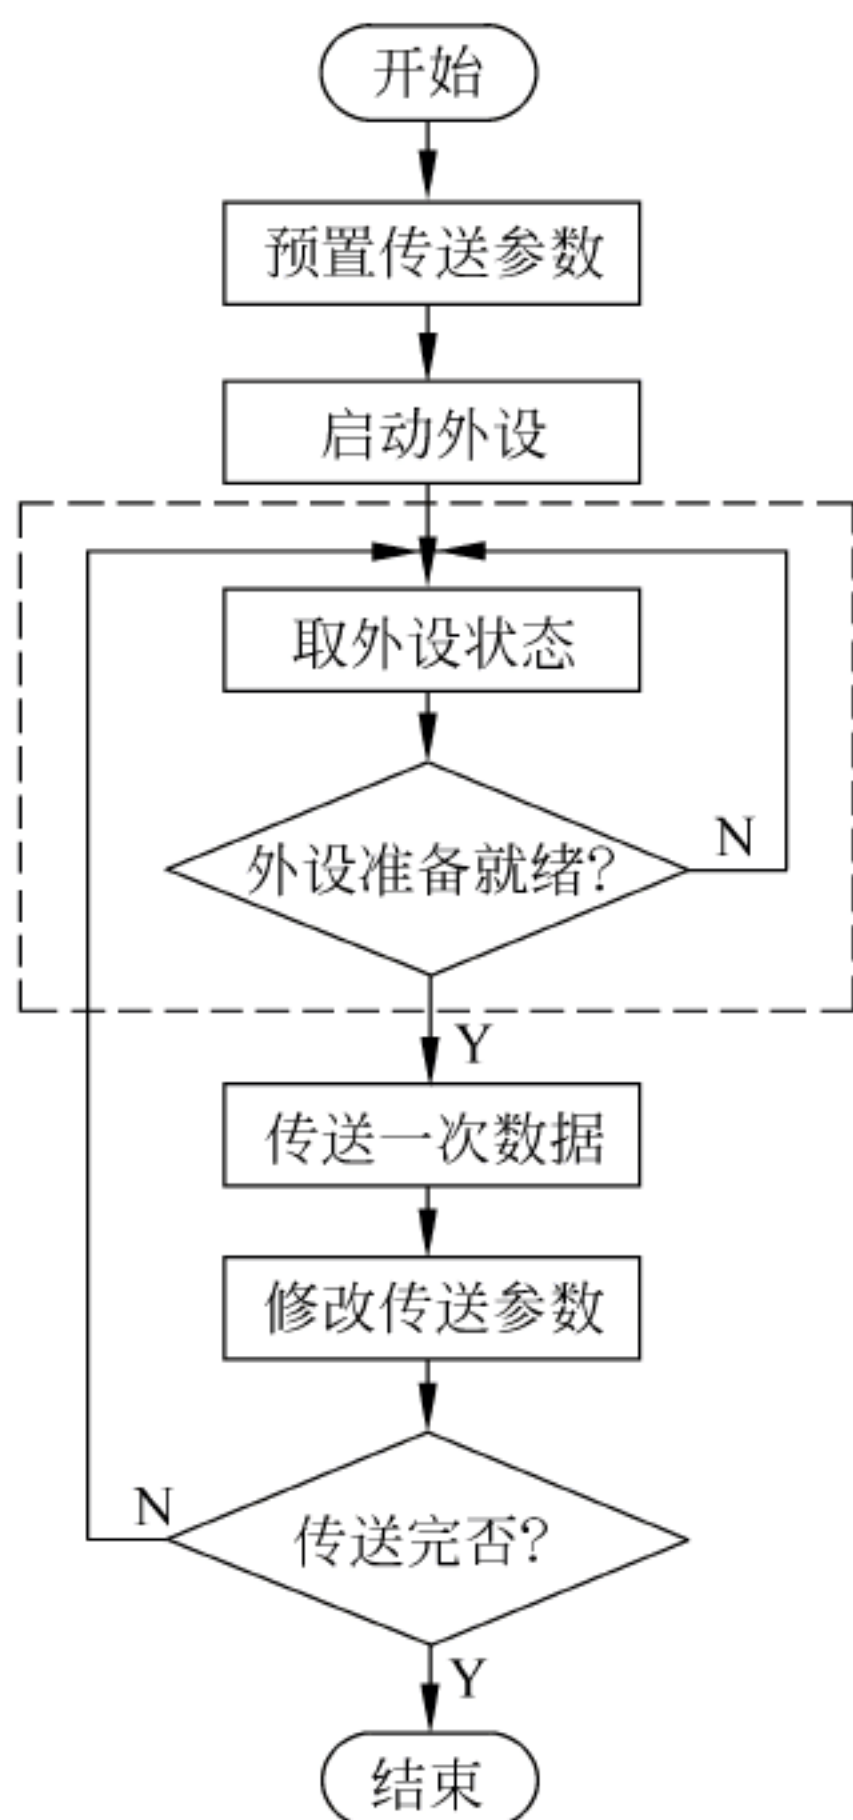 开始
预置传送参数
启动外设
取外设状态
外设准备就绪?
N
Y
传送一次数据
修改传送参数
N
传送完否?
Y
结束